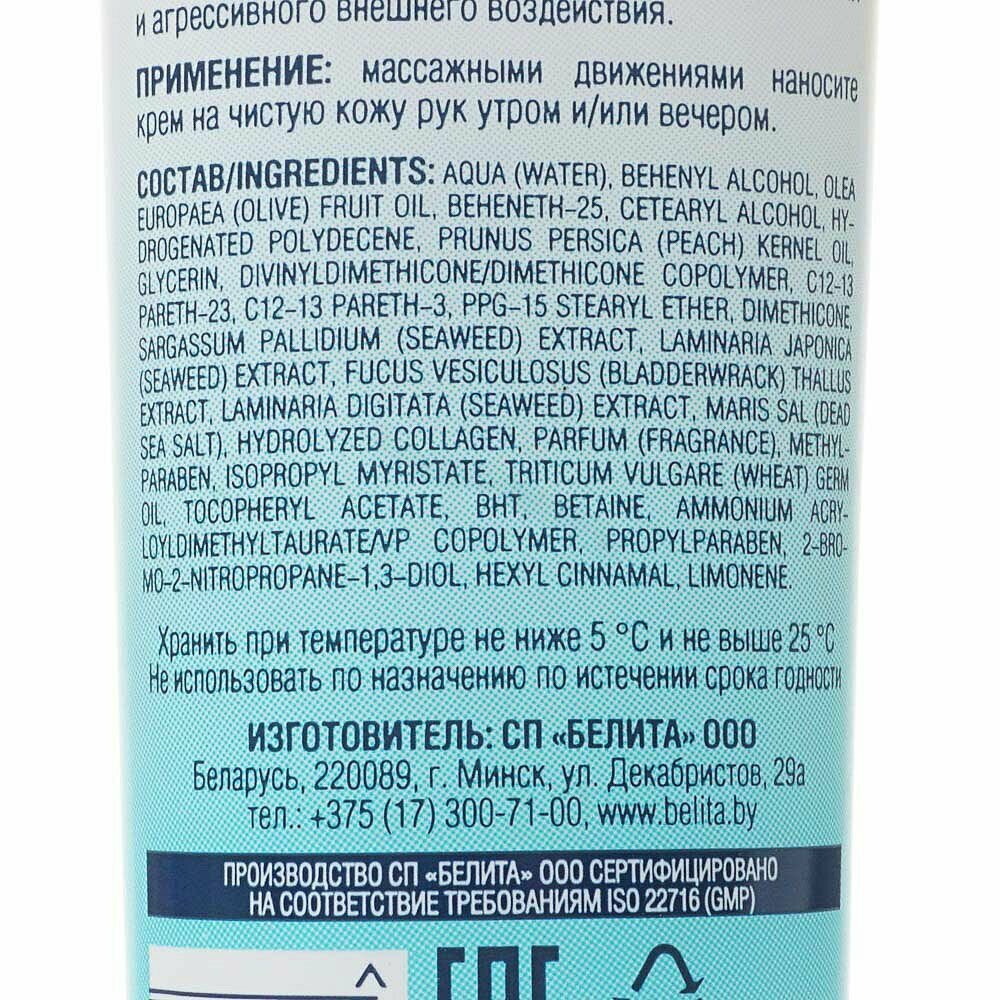 и агрессивного внешнего воздействия.
ПРИМЕНЕНИЕ: массажными движениями наносите
крем на чистую кожу рук утром и/или вечером.
СОСТАВ/INGREDIENTS: AQUA (WATER), BEHENYL ALCOHOL, OLEA
EUROPAEA (OLIVE) FRUIT OIL, BEHENETH-25, CETEARYL ALCOHOL, HY-
DROGENATED POLYDECENE, PRUNUS PERSICA (PEACH) KERNEL OIL,
GLYCERIN, DIVINYLDIMETHICONE/DIMETHICONE COPOLYMER, C12-13
PARETH-23, C12-13 PARETH-3, PPG-15 STEARYL ETHER, DIMETHICONE,
SARGASSUM PALLIDIUM (SEAWEED) EXTRACT, LAMINARIA JAPONICA
(SEAWEED) EXTRACT, FUCUS VESICULOSUS (BLADDERWRACK) THALLUS
EXTRACT, LAMINARIA DIGITATA (SEAWEED) EXTRACT, MARIS SAL (DEAD
SEA SALT), HYDROLYZED COLLAGEN, PARFUM (FRAGRANCE), METHYL-
PARABEN, ISOPROPYL MYRISTATE, TRITICUM VULGARE (WHEAT) GERM
OIL, TOCOPHERYL ACETATE, BHT, BETAINE, AMMONIUM ACRY-
LOYLDIMETHYLTAURATE/VP COPOLYMER, PROPYLPARABEN, 2-BRO-
MO-2-NITROPROPANE-1,3-DIOL, HEXYL CINNAMAL, LIMONENE.
Хранить при температуре не ниже 5 °C и не выше 25 °C
Не использовать по назначению по истечении срока годности
ИЗГОТОВИТЕЛЬ: СП «БЕЛИТА» ООО
Беларусь, 220089, г. Минск, ул. Декабристов, 29а
тел.: +375 (17) 300-71-00, www.belita.by
ПРОИЗВОДСТВО СП «БЕЛИТА» ООО СЕРТИФИЦИРОВАНО
НА СООТВЕТСТВИЕ ТРЕБОВАНИЯМ ISO 22716 (GMP)